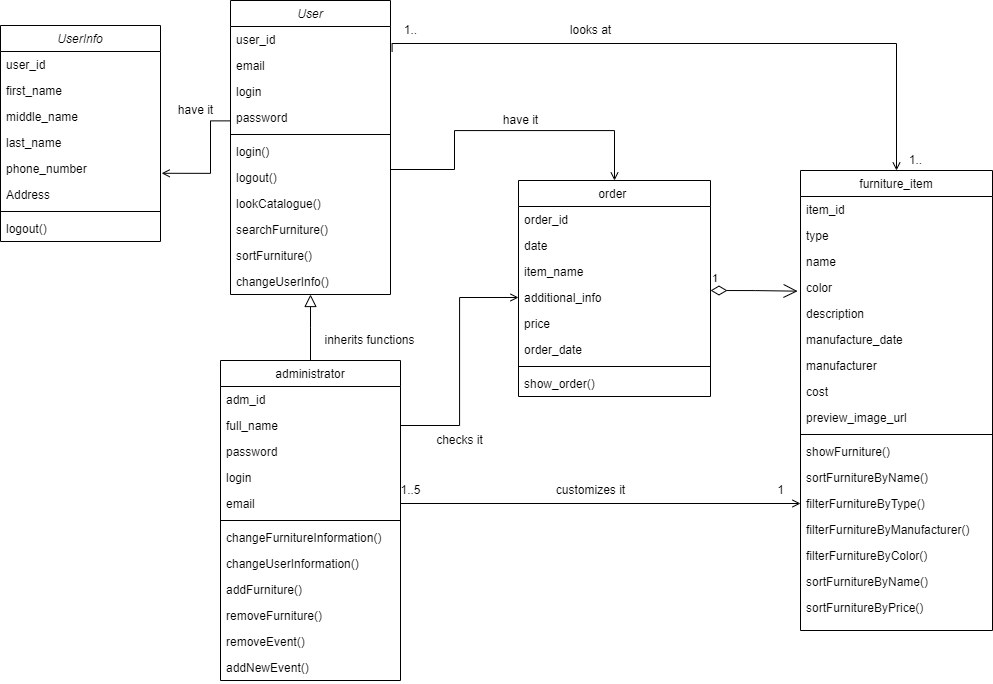 UserInfo
user_id
first_name
middle_name
last_name
phone_number
Address
logout()
have it
User
user_id
email
login
password
login()
logout()
lookCatalogue()
searchFurniture()
sortFurniture()
changeUserInfo()
1..
looks at
1..
have it
order
order_id
date
item_name
additional_info
price
order_date
show_order()
1
furniture_item
item_id
type
name
color
description
manufacture_date
manufacturer
cost
preview_image_url
showFurniture()
sortFurnitureByName()
filterFurnitureByType()
filterFurnitureByManufacturer()
filterFurnitureByColor()
sortFurnitureByName()
sortFurnitureByPrice()
inherits functions
administrator
adm_id
full_name
password
login
email
changeFurnitureInformation()
changeUserInformation()
addFurniture()
removeFurniture()
removeEvent()
addNewEvent()
checks it
1..5
customizes it
1